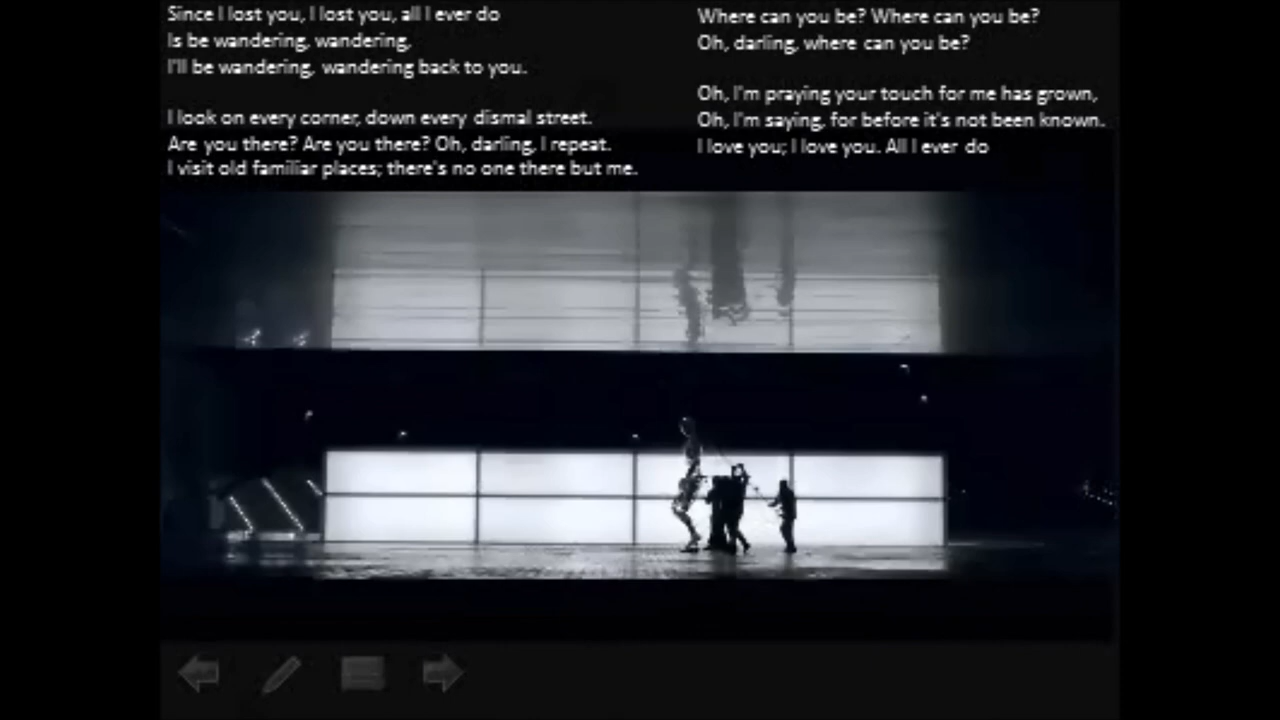 Since I lost you, I lost you, all I ever do
Is be wandering, wandering,
I'll be wandering, wandering back to you.
I look on every corner, down every dismal street.
Are you there? Are you there? Oh, darling, I repeat.
I visit old familiar places; there's no one there but me.
Where can you be? Where can you be?
Oh, darling, where can you be?
Oh, I'm praying your touch for me has grown,
Oh, I'm saying, for before it's not been known.
I love you; I love you. All I ever do